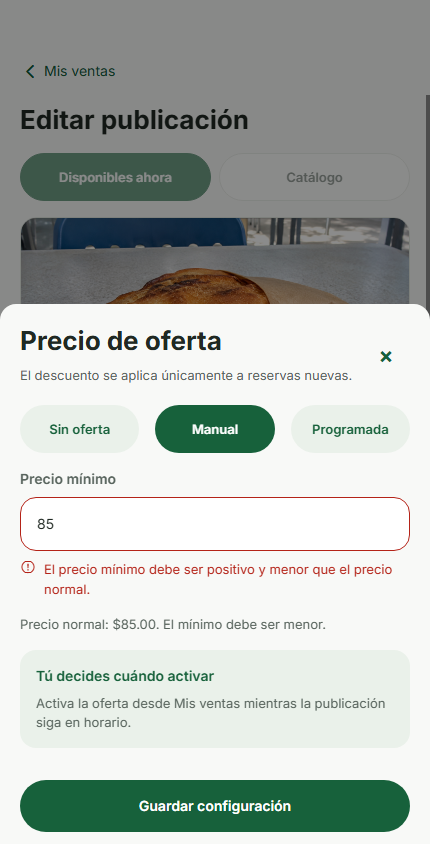 Mis ventas
Editar publicación
Disponibles ahora
Catálogo
Precio de oferta
El descuento se aplica únicamente a reservas nuevas.
Sin oferta
Manual
Programada
Precio mínimo
85
El precio mínimo debe ser positivo y menor que el precio
normal.
Precio normal: $85.00. El mínimo debe ser menor.
Tú decides cuándo activar
Activa la oferta desde Mis ventas mientras la publicación
siga en horario.
Guardar configuración